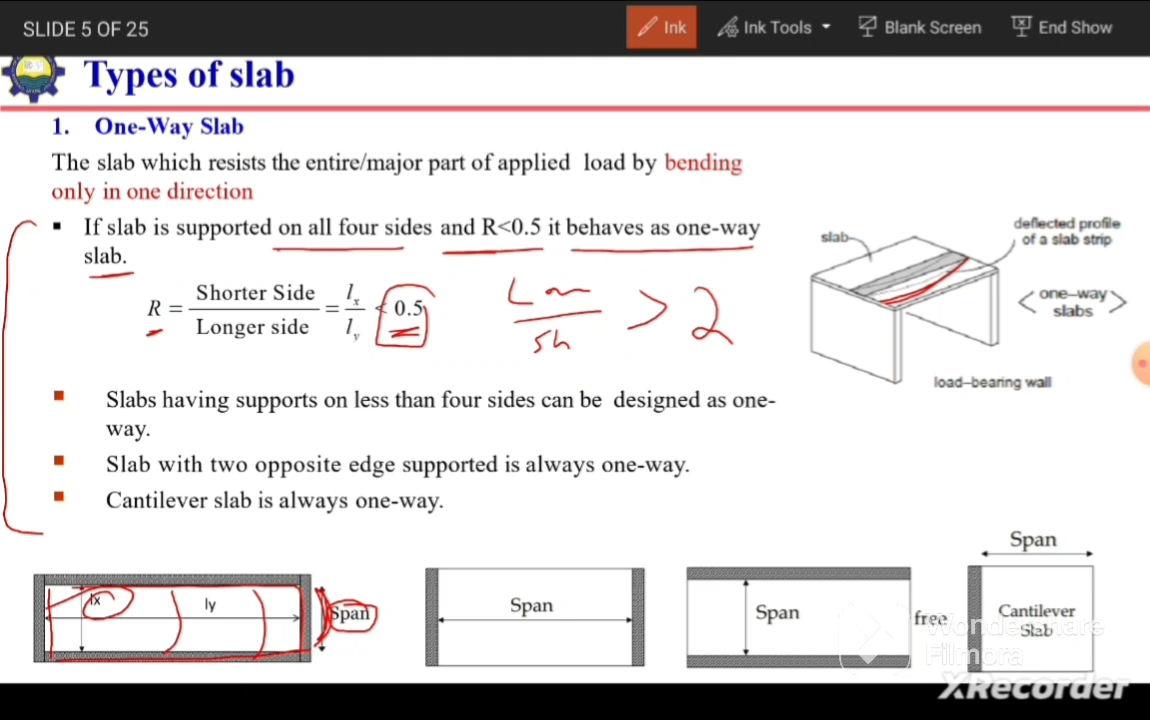 SLIDE 5 OF 25
Ink
Ink Tools
Blank Screen
End Show
Types of slab
1. One-Way Slab
The slab which resists the entire/major part of applied load by bending
only in one direction
▪ If slab is supported on all four sides and R<0.5 it behaves as one-way
slab.
R = Shorter Side / Longer side = lx / ly < 0.5
> 2
sh
slab
deflected profile
of a slab strip
one-way
slabs
load-bearing wall
▪ Slabs having supports on less than four sides can be designed as one-
way.
▪ Slab with two opposite edge supported is always one-way.
▪ Cantilever slab is always one-way.
lx
ly
Span
Span
Span
free
Span
Cantilever
Slab
Wondershare
Filmora
XRecorder